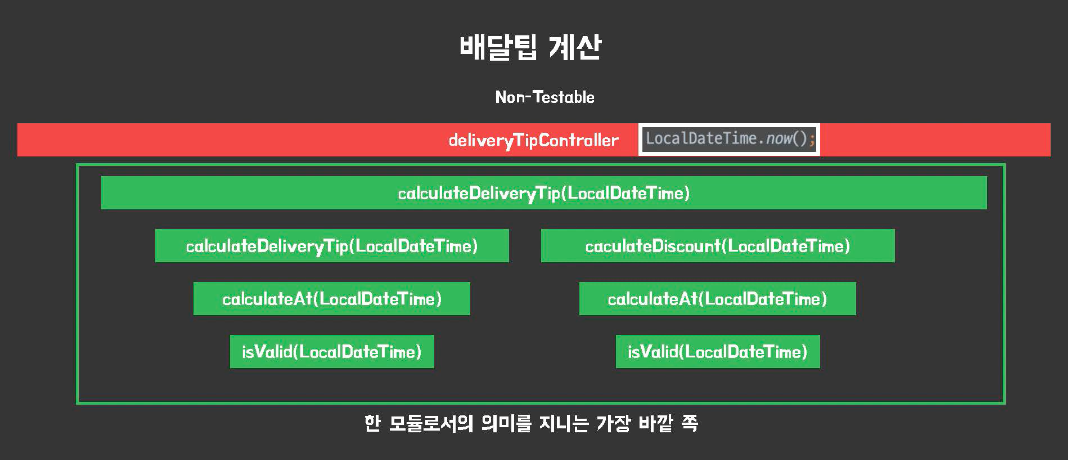 배달팁 계산
Non-Testable
deliveryTipController LocalDateTime.now();
calculateDeliveryTip(LocalDateTime)
calculateDeliveryTip(LocalDateTime) caculateDiscount(LocalDateTime)
calculateAt(LocalDateTime) calculateAt(LocalDateTime)
isValid(LocalDateTime) isValid(LocalDateTime)
한 모듈로서의 의미를 지니는 가장 바깥 쪽